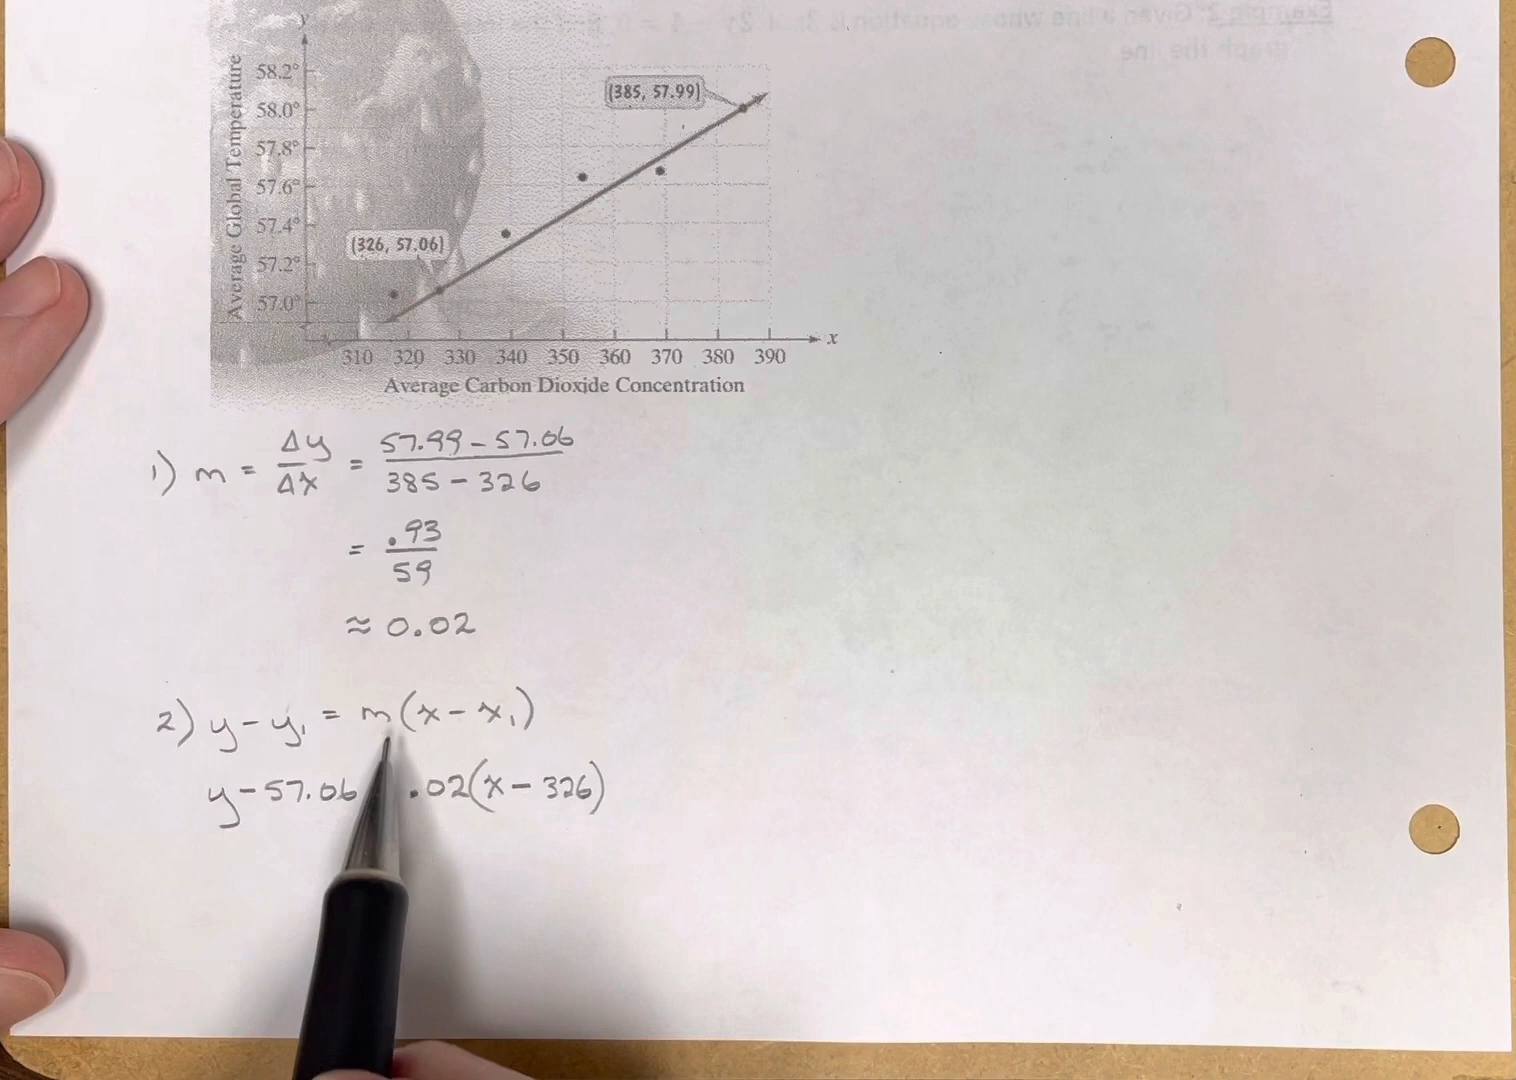 y
Average Global Temperature
58.2°
58.0°
57.8°
57.6°
57.4°
57.2°
57.0°
(385, 57.99)
(326, 57.06)
x
310 320 330 340 350 360 370 380 390
Average Carbon Dioxide Concentration
1) m = Δy/Δx = 57.99 - 57.06 / 385 - 326
= .93/59
≈ 0.02
2) y - y₁ = m(x - x₁)
y - 57.06 .02(x - 326)